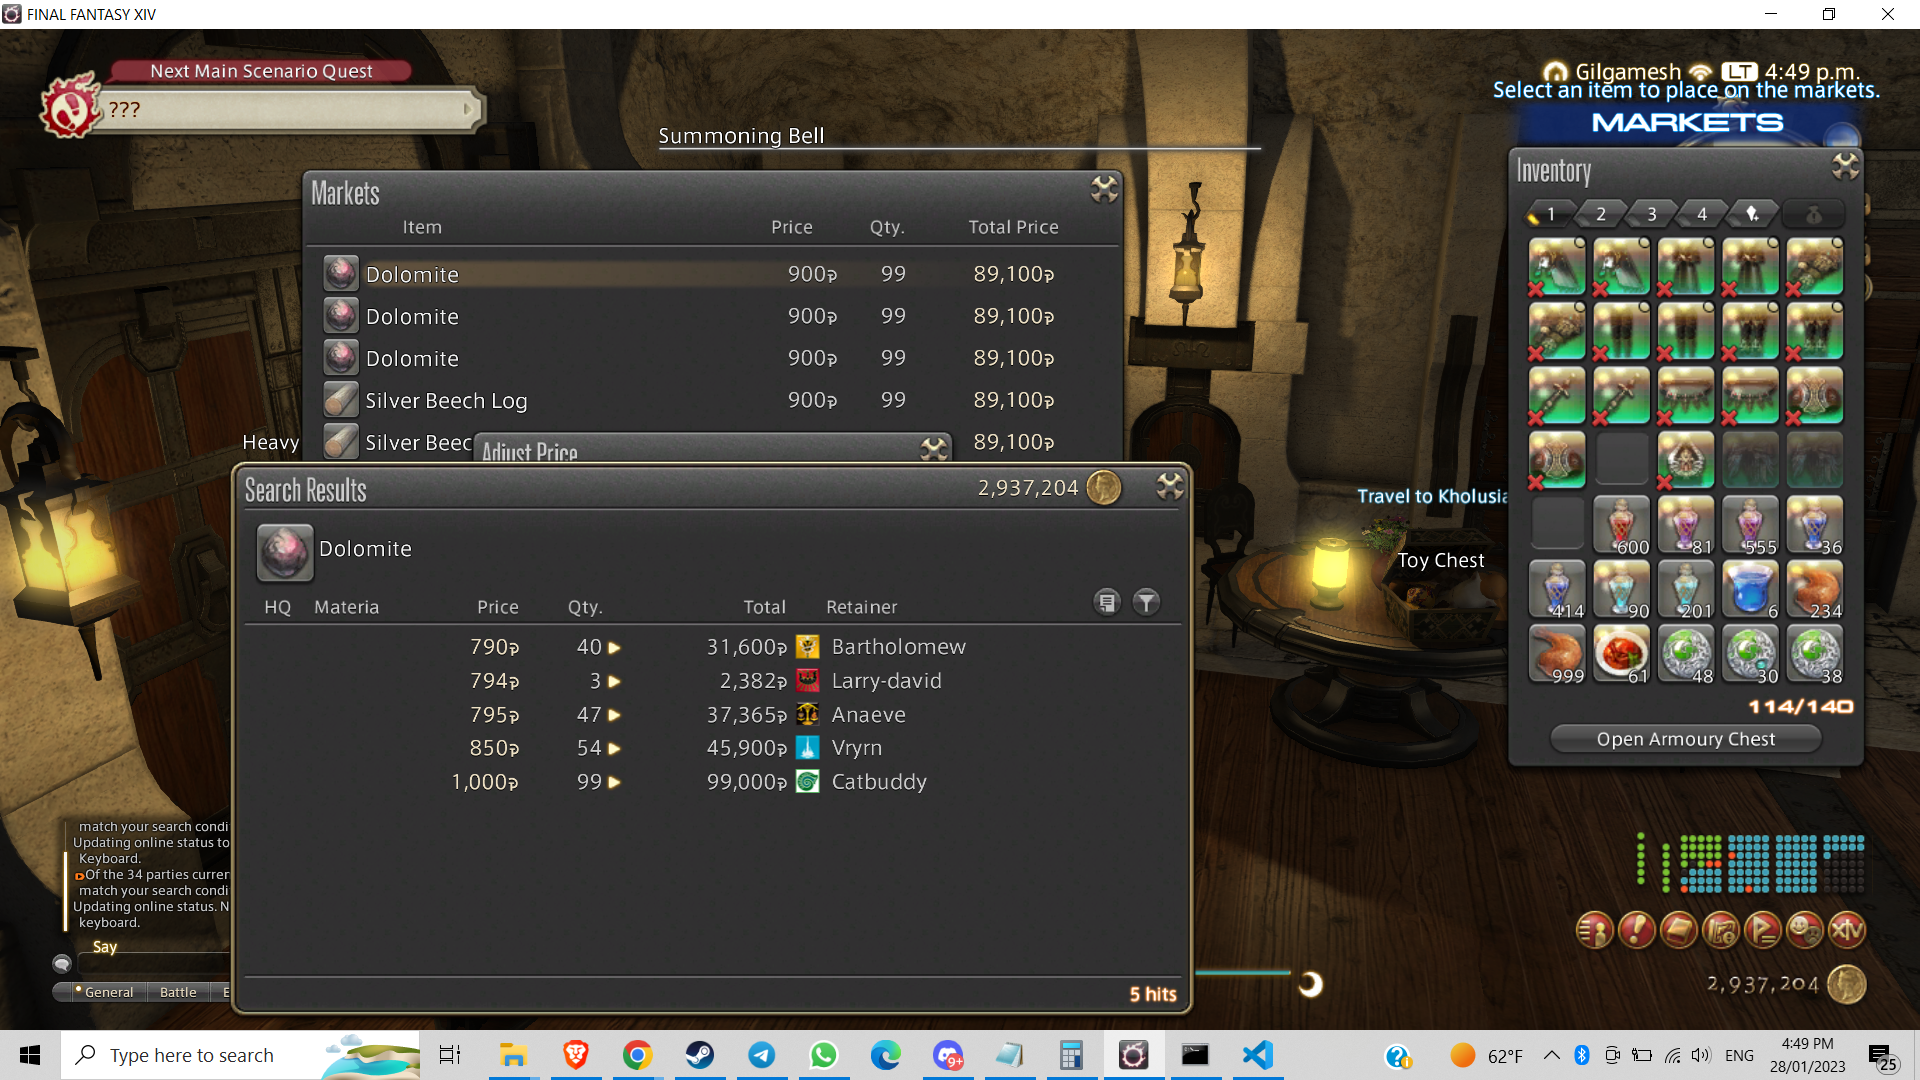 FINAL FANTASY XIV
Next Main Scenario Quest
???
Summoning Bell
Gilgamesh LT 4:49 p.m.
Select an item to place on the markets.
MARKETS
Markets
Item Price Qty. Total Price
Dolomite 900 99 89,100
Dolomite 900 99 89,100
Dolomite 900 99 89,100
Silver Beech Log 900 99 89,100
Heavy
Silver Beec 89,100
Adjust Price
Search Results 2,937,204
Dolomite
HQ Materia Price Qty. Total Retainer
790 40 31,600 Bartholomew
794 3 2,382 Larry-david
795 47 37,365 Anaeve
850 54 45,900 Vryrn
1,000 99 99,000 Catbuddy
5 hits
Travel to Kholusia
Toy Chest
Inventory
1 2 3 4
600 81 555 36
414 90 201 6 234
999 61 48 30 38
114/140
Open Armoury Chest
match your search condi
Updating online status to
Keyboard.
Of the 34 parties curren
match your search condi
Updating online status. N
keyboard.
Say
General Battle E
XIV
2,937,204
Type here to search
9+
62°F
ENG
4:49 PM
28/01/2023
25